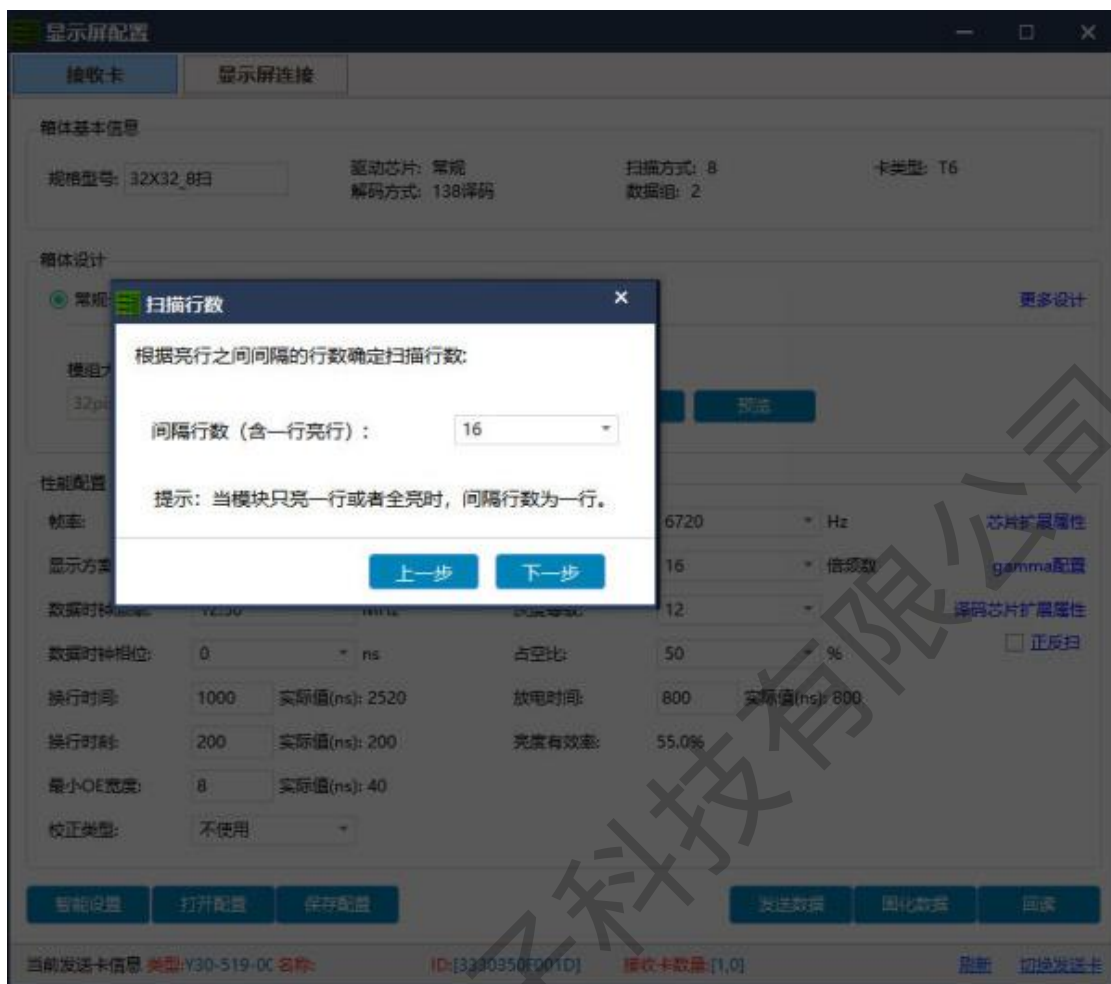 显示屏配置
接收卡 显示屏连接
箱体基本信息
规格型号: 32X32_8扫 驱动芯片: 常规 扫描方式: 8 卡类型: T6
解码方式: 138译码 数据组: 2
箱体设计
常规 更多设计
扫描行数
根据亮行之间间隔的行数确定扫描行数:
模组大
32pi 预览
间隔行数（含一行亮行）: 16
提示：当模块只亮一行或者全亮时，间隔行数为一行。
上一步 下一步
性能配置
帧率: 6720 Hz 芯片扩展属性
显示方案 16 倍频数 gamma配置
12 译码芯片扩展属性
数据时钟相位: 0 ns 占空比: 50 % 正反扫
换行时间: 1000 实际值(ns): 2520 放电时间: 800 实际值(ns): 800
换行时刻: 200 实际值(ns): 200 亮度有效率: 55.0%
最小OE宽度: 8 实际值(ns): 40
校正类型: 不使用
智能设置 打开配置 保存配置 发送数据 固化数据 回读
当前发送卡信息 类型:Y30-519-0C 名称: ID:[3330350F001D] 接收卡数量:[1,0] 刷新 切换发送卡
子科技有限公司